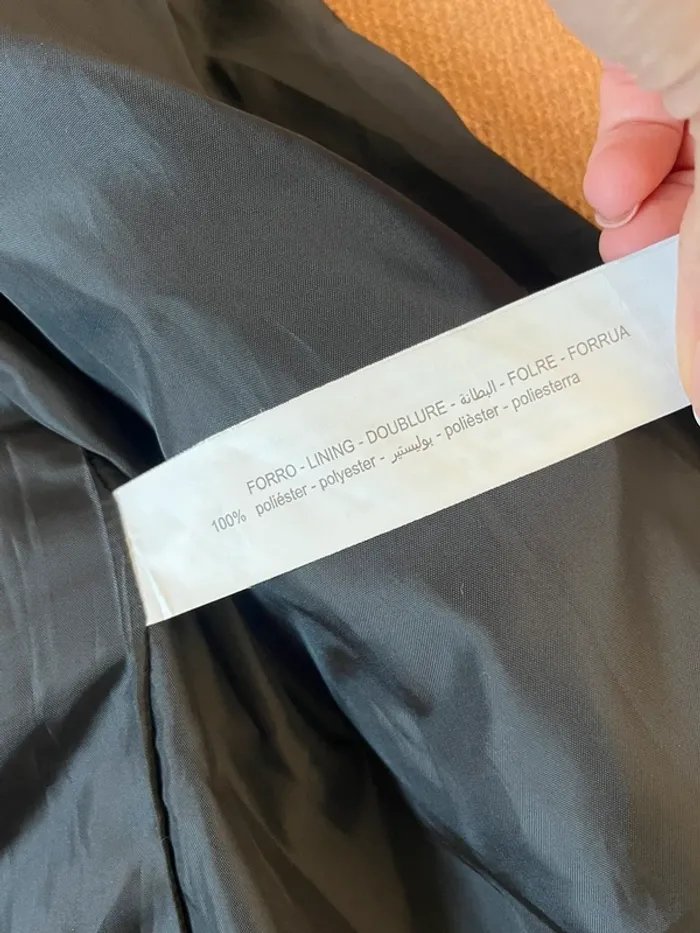 FORRO - LINING - DOUBLURE - البطانة - FOLRE - FORRUA
100% poliéster - polyester - بوليستير - polièster - poliesterra